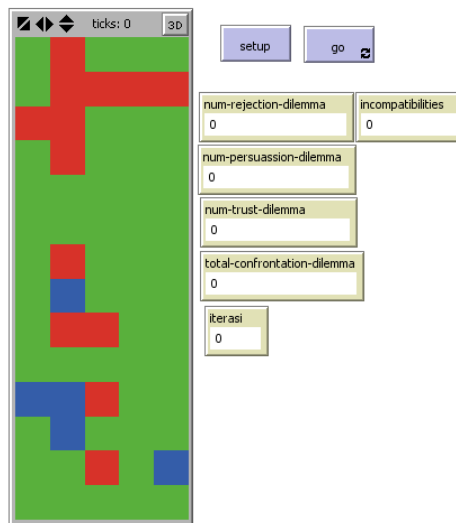 ticks: 0
3D
setup
go
num-rejection-dilemma
0
incompatibilities
0
num-persuassion-dilemma
0
num-trust-dilemma
0
total-confrontation-dilemma
0
iterasi
0